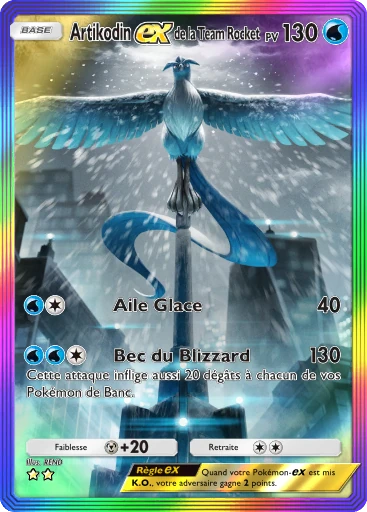 BASE Artikodin ex de la Team Rocket PV 130
Aile Glace 40
Bec du Blizzard 130
Cette attaque inflige aussi 20 dégâts à chacun de vos
Pokémon de Banc.
Faiblesse +20 Retraite
Illus. RENO
Règle ex Quand votre Pokémon-ex est mis
K.O., votre adversaire gagne 2 points.